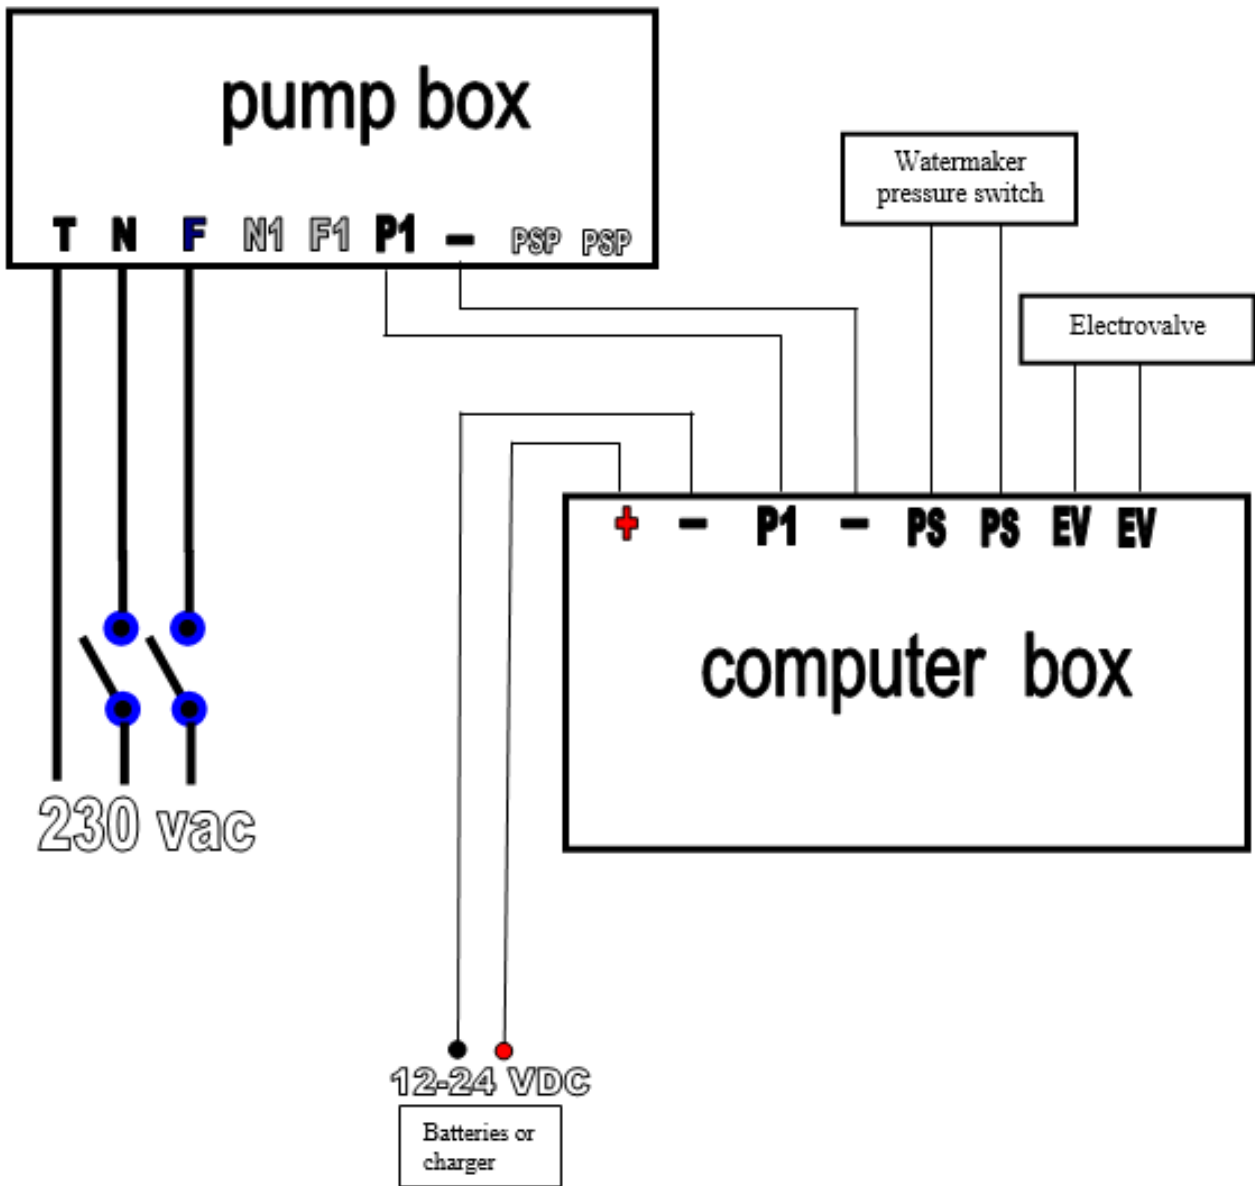 pump box
T N F N1 F1 P1 - PSP PSP
Watermaker
pressure switch
Electrovalve
+ - P1 - PS PS EV EV
computer box
230 vac
12-24 VDC
Batteries or
charger